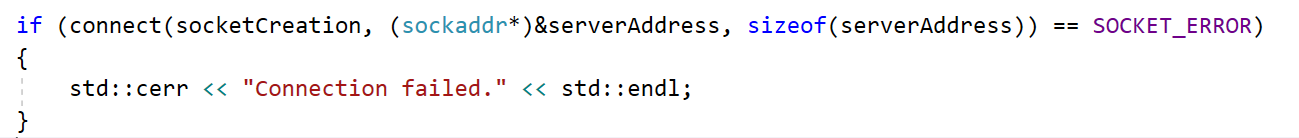 if (connect(socketCreation, (sockaddr*)&serverAddress, sizeof(serverAddress)) == SOCKET_ERROR)
{
    std::cerr << "Connection failed." << std::endl;
}